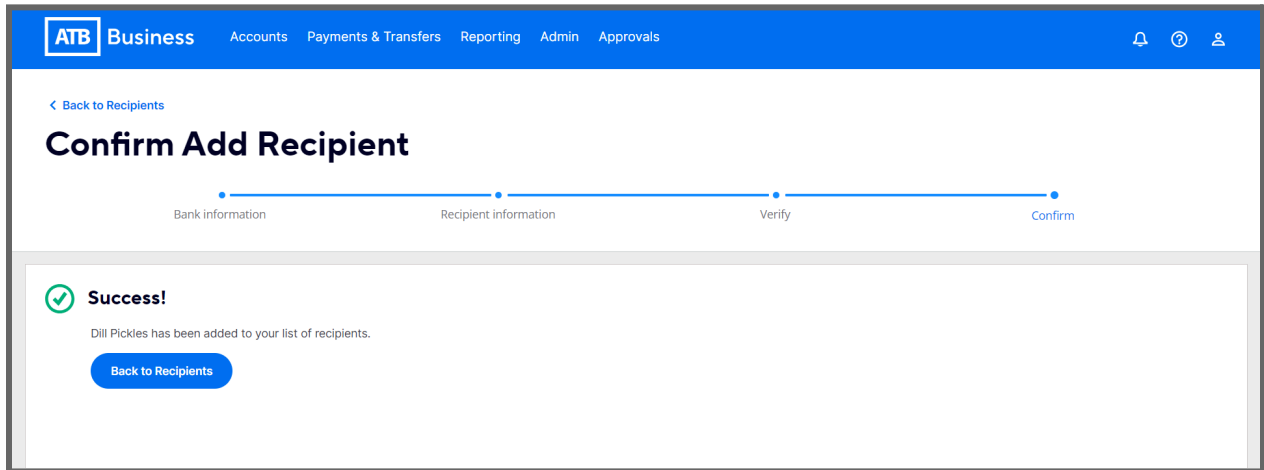 ATB Business Accounts Payments & Transfers Reporting Admin Approvals
Back to Recipients
Confirm Add Recipient
Bank information Recipient information Verify Confirm
Success!
Dill Pickles has been added to your list of recipients.
Back to Recipients